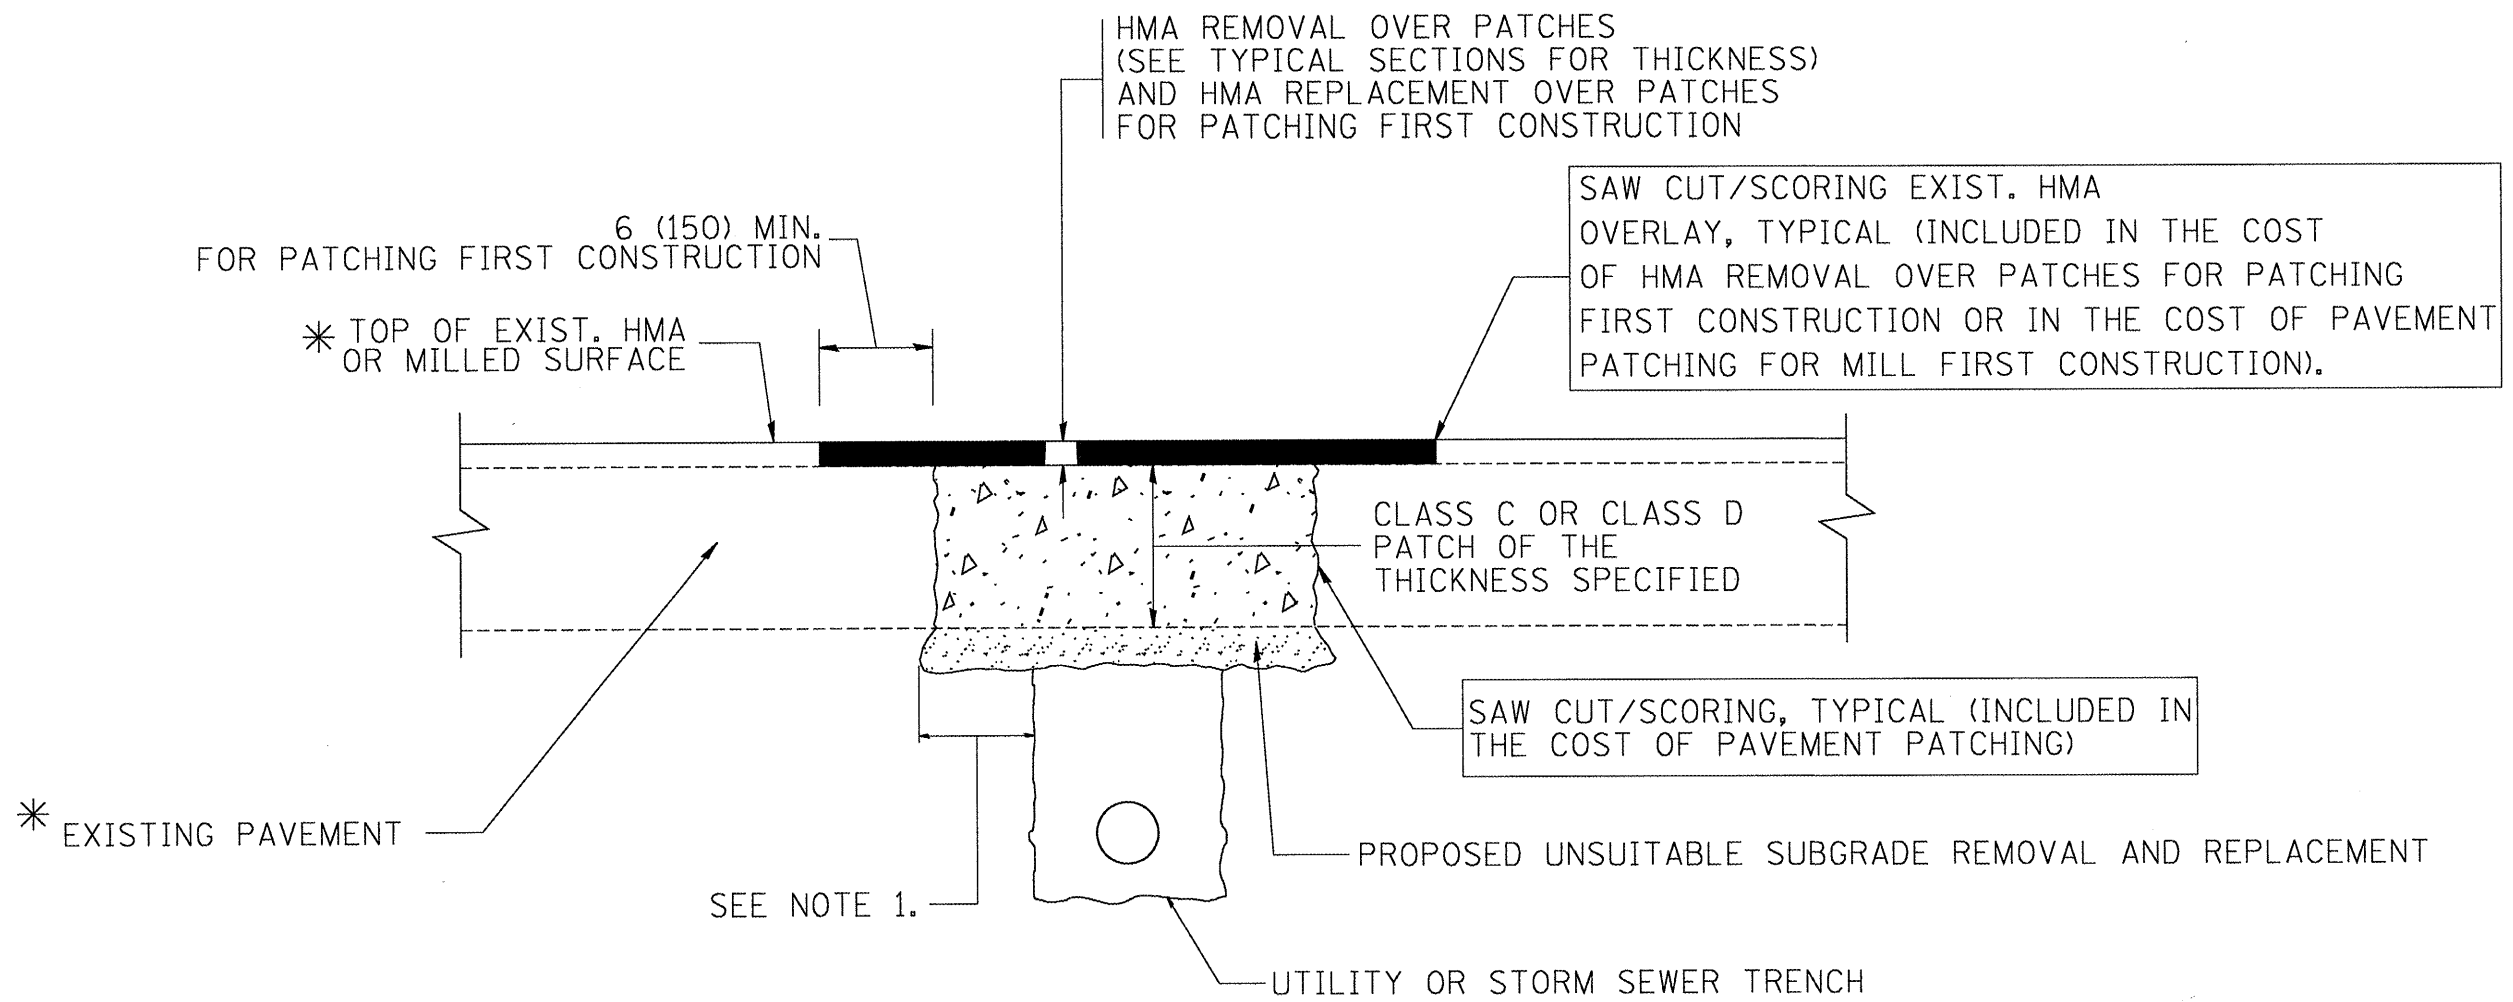 HMA REMOVAL OVER PATCHES
(SEE TYPICAL SECTIONS FOR THICKNESS)
AND HMA REPLACEMENT OVER PATCHES
FOR PATCHING FIRST CONSTRUCTION
SAW CUT/SCORING EXIST. HMA
OVERLAY, TYPICAL (INCLUDED IN THE COST
OF HMA REMOVAL OVER PATCHES FOR PATCHING
FIRST CONSTRUCTION OR IN THE COST OF PAVEMENT
PATCHING FOR MILL FIRST CONSTRUCTION).
6 (150) MIN.
FOR PATCHING FIRST CONSTRUCTION
* TOP OF EXIST. HMA
OR MILLED SURFACE
CLASS C OR CLASS D
PATCH OF THE
THICKNESS SPECIFIED
SAW CUT/SCORING, TYPICAL (INCLUDED IN
THE COST OF PAVEMENT PATCHING)
* EXISTING PAVEMENT
PROPOSED UNSUITABLE SUBGRADE REMOVAL AND REPLACEMENT
SEE NOTE 1.
UTILITY OR STORM SEWER TRENCH